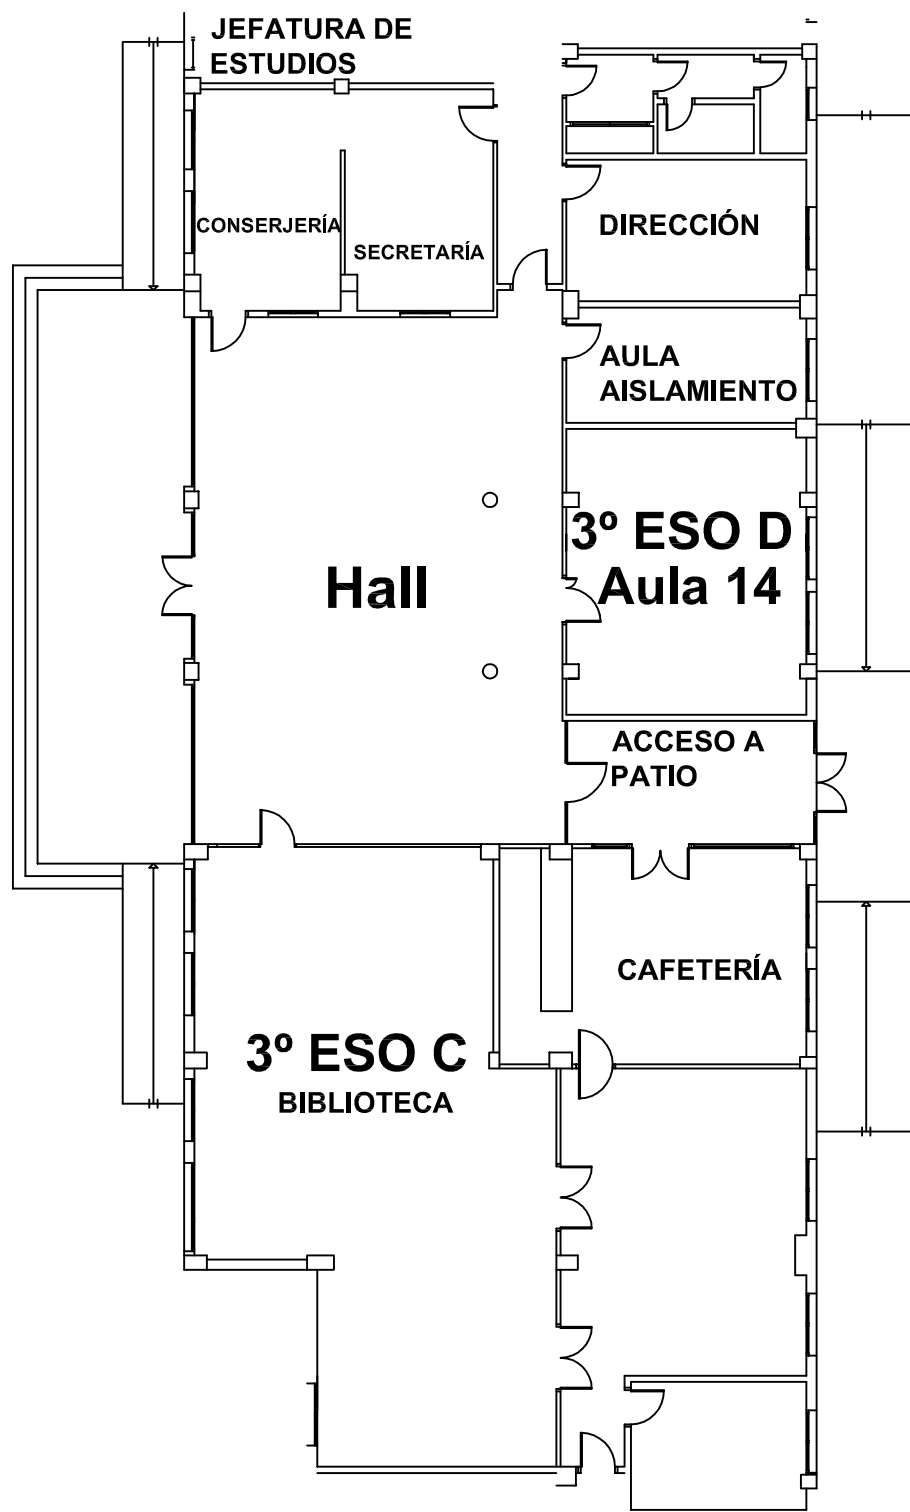 JEFATURA DE
ESTUDIOS
CONSERJERÍA
SECRETARÍA
DIRECCIÓN
AULA
AISLAMIENTO
3º ESO D
Aula 14
Hall
ACCESO A
PATIO
CAFETERÍA
3º ESO C
BIBLIOTECA